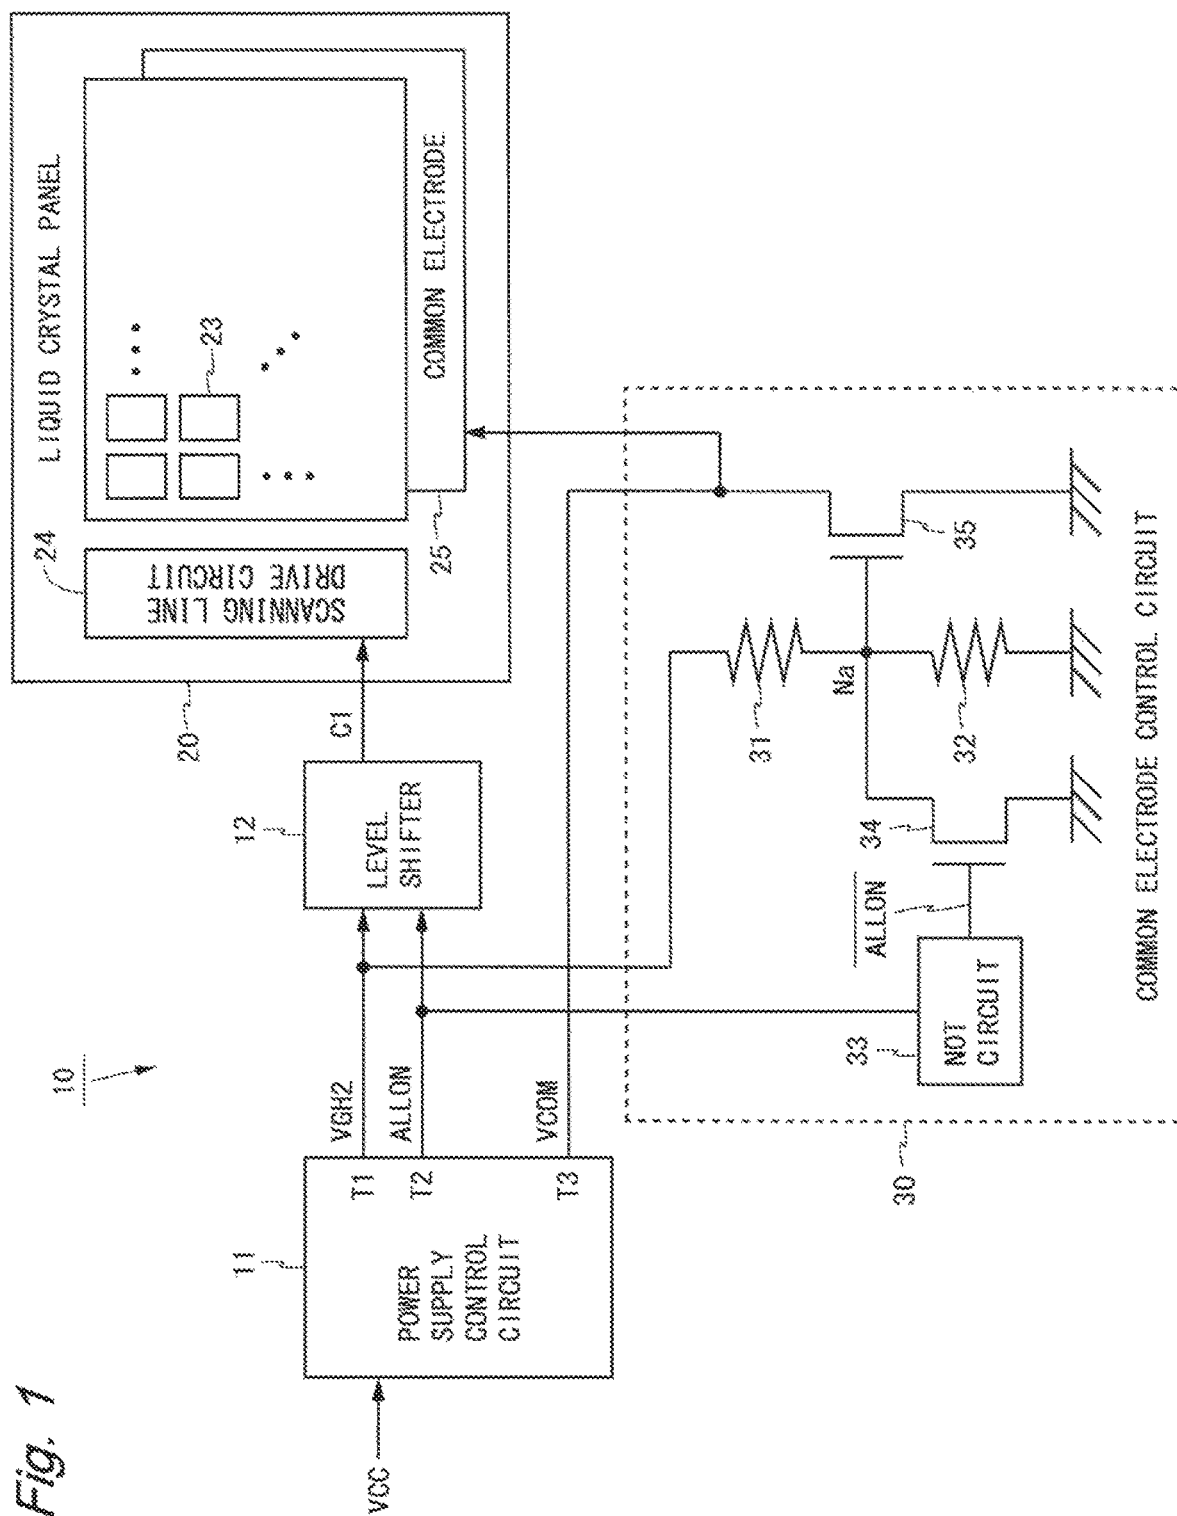 Fig. 1
10
VCC
11
POWER
SUPPLY
CONTROL
CIRCUIT
T1
T2
T3
VGH2
ALLON
VCOM
12
LEVEL
SHIFTER
C1
20
LIQUID CRYSTAL PANEL
24
SCANNING LINE
DRIVE CIRCUIT
23
25
COMMON ELECTRODE
30
33
NOT
CIRCUIT
ALLON
34
31
Na
32
35
COMMON ELECTRODE CONTROL CIRCUIT